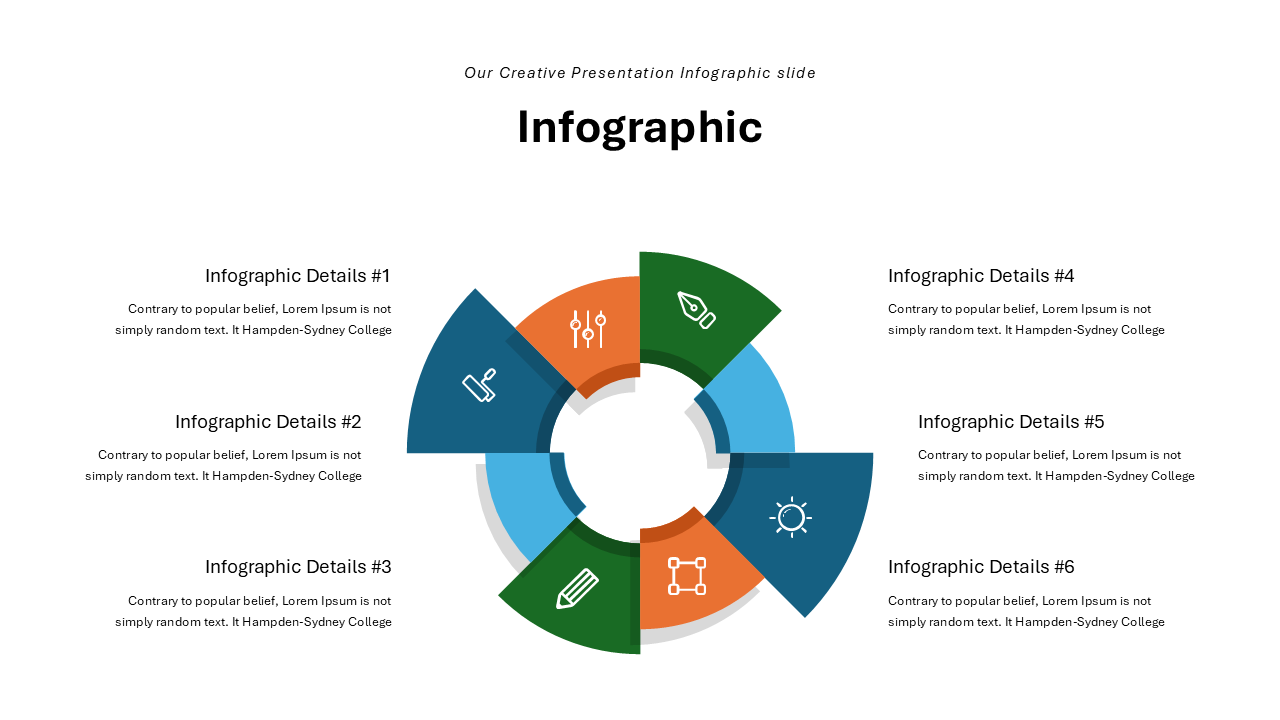 Our Creative Presentation Infographic slide
Infographic
Infographic Details #1
Contrary to popular belief, Lorem Ipsum is not
simply random text. It Hampden-Sydney College
Infographic Details #2
Contrary to popular belief, Lorem Ipsum is not
simply random text. It Hampden-Sydney College
Infographic Details #3
Contrary to popular belief, Lorem Ipsum is not
simply random text. It Hampden-Sydney College
Infographic Details #4
Contrary to popular belief, Lorem Ipsum is not
simply random text. It Hampden-Sydney College
Infographic Details #5
Contrary to popular belief, Lorem Ipsum is not
simply random text. It Hampden-Sydney College
Infographic Details #6
Contrary to popular belief, Lorem Ipsum is not
simply random text. It Hampden-Sydney College